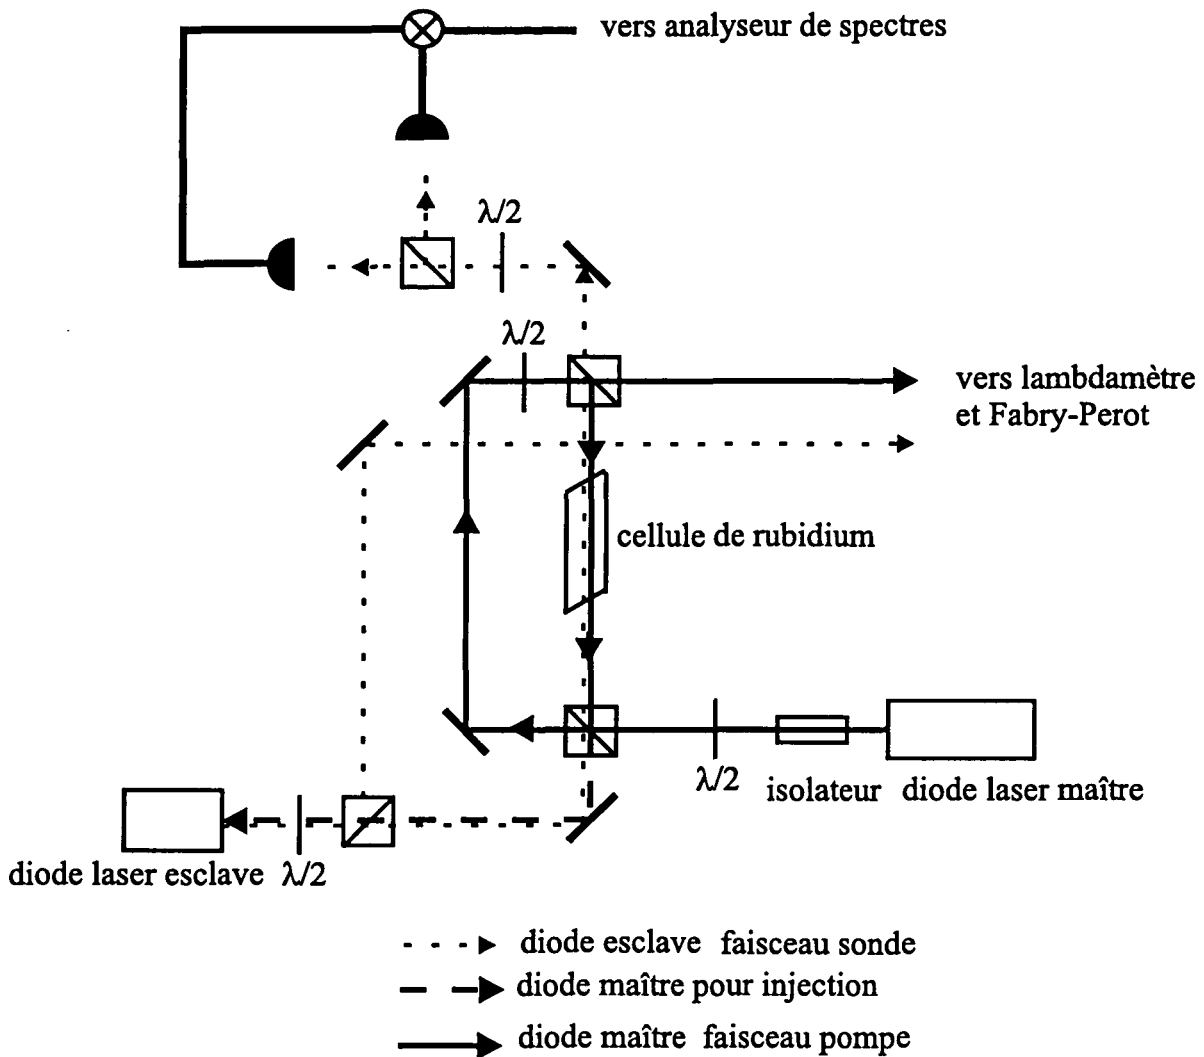 vers analyseur de spectres
λ/2
λ/2
vers lambdamètre
et Fabry-Perot
cellule de rubidium
λ/2
isolateur
diode laser maître
diode laser esclave
λ/2
diode esclave faisceau sonde
diode maître pour injection
diode maître faisceau pompe